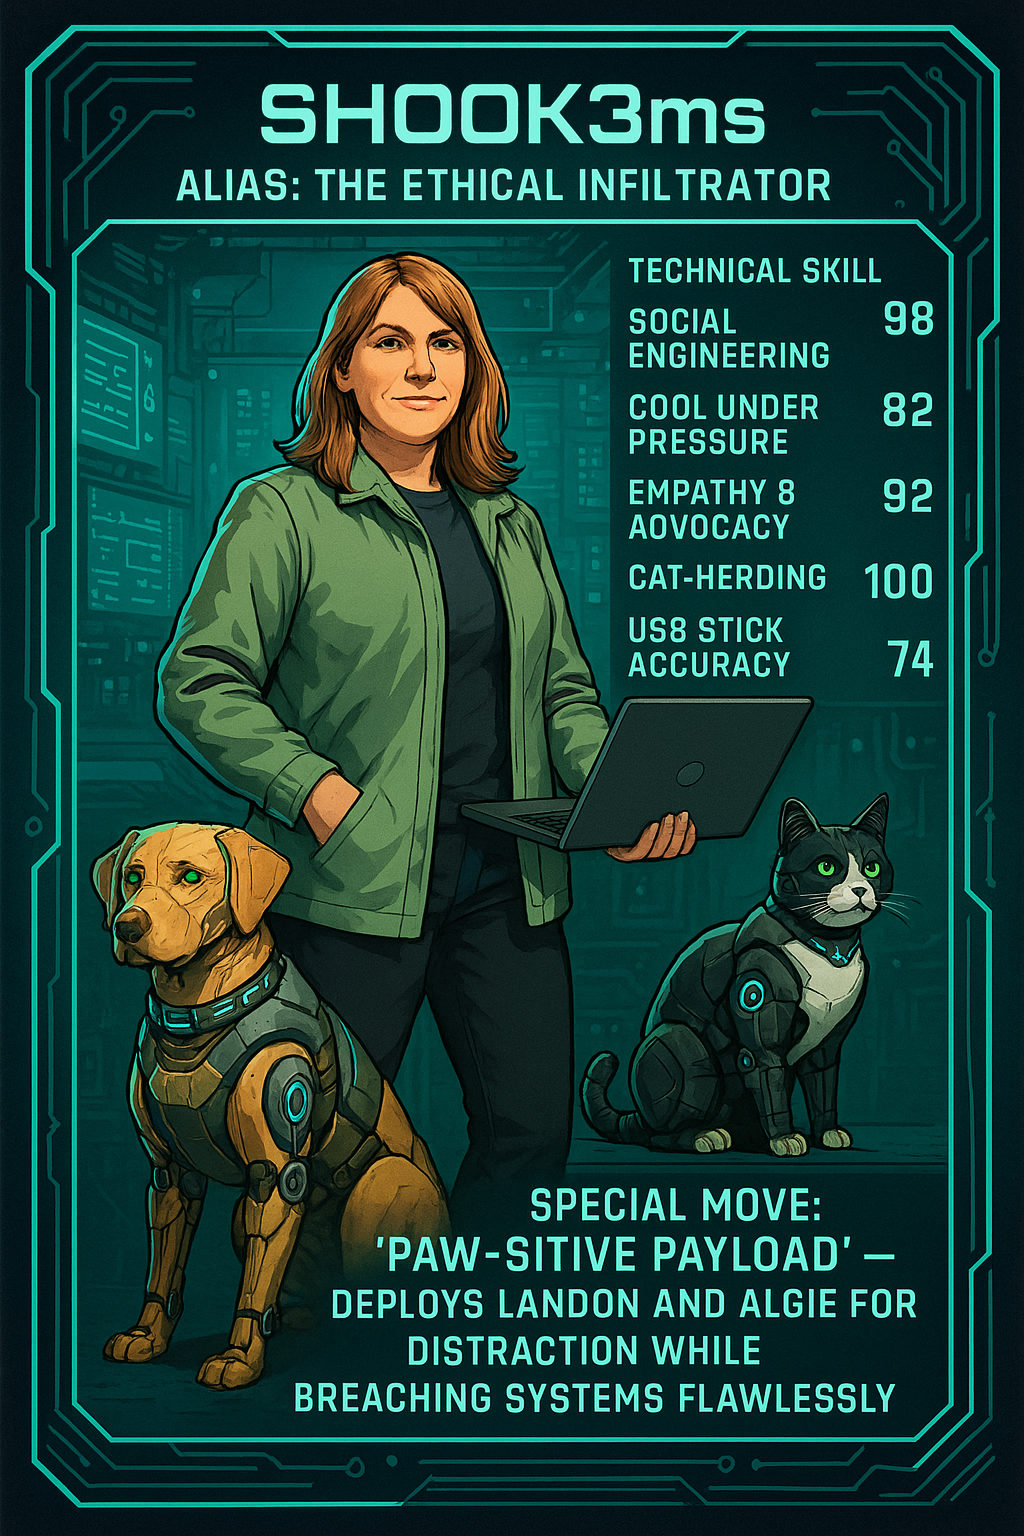 SHOOK3ms
ALIAS: THE ETHICAL INFILTRATOR
TECHNICAL SKILL
SOCIAL 98
ENGINEERING
COOL UNDER 82
PRESSURE
EMPATHY 8 92
AOVOCACY
CAT-HERDING 100
US8 STICK
ACCURACY 74
SPECIAL MOVE:
'PAW-SITIVE PAYLOAD' —
DEPLOYS LANDON AND ALGIE FOR
DISTRACTION WHILE
BREACHING SYSTEMS FLAWLESSLY